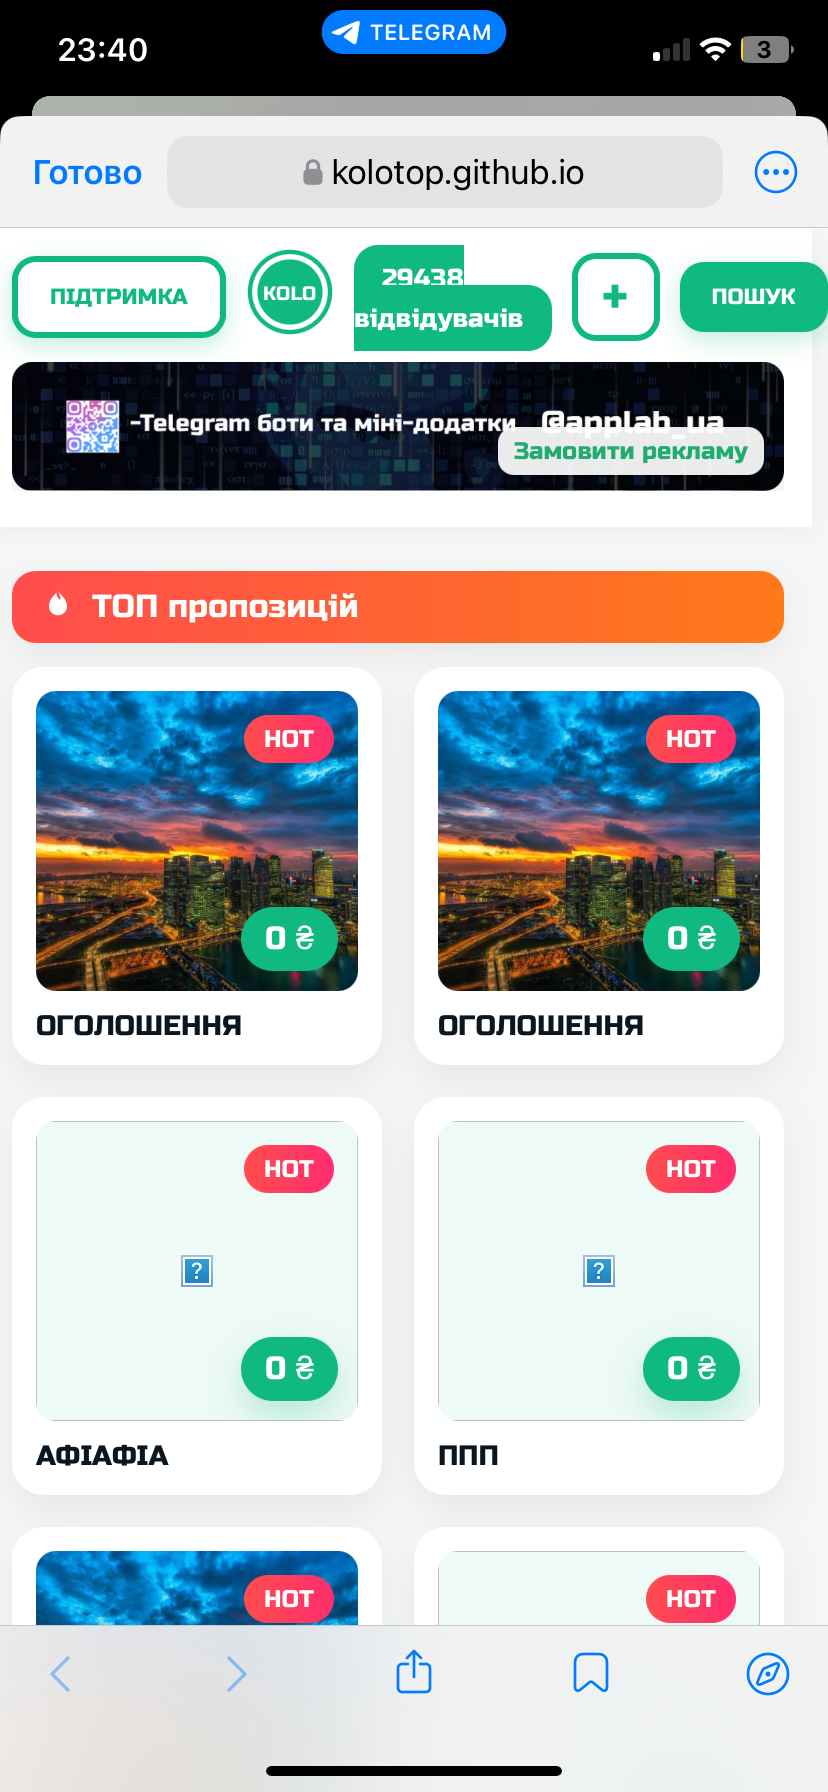 23:40
TELEGRAM
3
Готово
kolotop.github.io
ПІДТРИМКА
KOLO
29438
відвідувачів
+
ПОШУК
-Telegram боти та міні-додатки
@applab_ua
Замовити рекламу
ТОП пропозицій
HOT
HOT
0 ₴
0 ₴
ОГОЛОШЕННЯ
ОГОЛОШЕННЯ
HOT
HOT
?
?
0 ₴
0 ₴
АФІАФІА
ППП
HOT
HOT